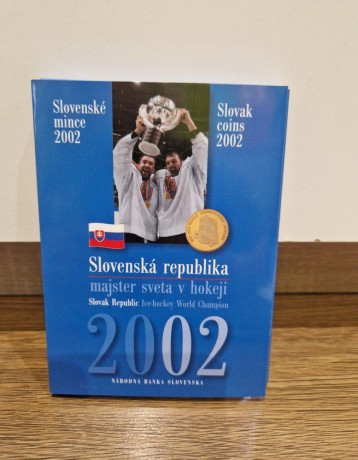 Slovenské
mince
2002
Slovak
coins
2002
Slovenská republika
majster sveta v hokeji
Slovak Republic Ice-hockey World Champion
2002
NÁRODNÁ BANKA SLOVENSKA